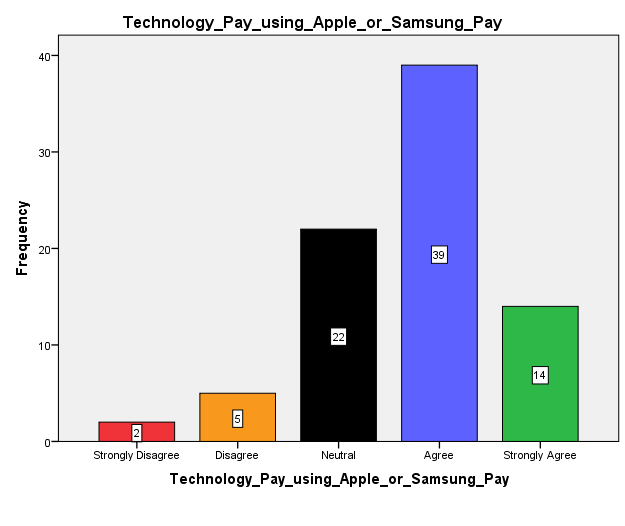 Technology_Pay_using_Apple_or_Samsung_Pay
40
30
20
10
0
Frequency
2
5
22
39
14
Strongly Disagree
Disagree
Neutral
Agree
Strongly Agree
Technology_Pay_using_Apple_or_Samsung_Pay